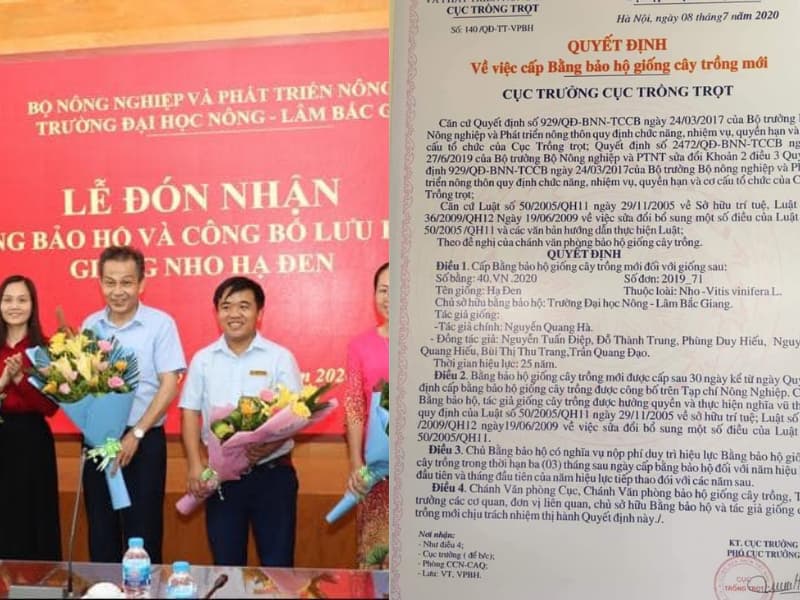 BỘ NÔNG NGHIỆP VÀ PHÁT TRIỂN NÔNG
TRƯỜNG ĐẠI HỌC NÔNG - LÂM BẮC GI
LỄ ĐÓN NHẬN
NG BẢO HỘ VÀ CÔNG BỐ LƯU H
GIỐNG NHO HẠ ĐEN
2020
CỤC TRỒNG TRỌT
Số: 140/QĐ-TT-VPBH
Hà Nội, ngày 08 tháng7 năm 2020
QUYẾT ĐỊNH
Về việc cấp Bằng bảo hộ giống cây trồng mới
CỤC TRƯỞNG CỤC TRỒNG TRỌT
Căn cứ Quyết định số 929/QĐ-BNN-TCCB ngày 24/03/2017 của Bộ trưởng B
Nông nghiệp và Phát triển nông thôn quy định chức năng, nhiệm vụ, quyền hạn và
cấu tổ chức của Cục Trồng trọt; Quyết định số 2472/QĐ-BNN-TCCB ng
27/6/2019 của Bộ trưởng Bộ Nông nghiệp và PTNT sửa đổi Khoản 2 điều 3 Quy
định 929/QĐ-BNN-TCCB ngày 24/03/2017của Bộ trưởng Bộ Nông nghiệp và Ph
triển nông thôn quy định chức năng, nhiệm vụ, quyền hạn và cơ cấu tổ chức của C
Trồng trọt;
Căn cứ Luật số 50/2005/QH11 ngày 29/11/2005 về Sở hữu trí tuệ, Luật
36/2009/QH12 Ngày 19/06/2009 về việc sửa đổi bổ sung một số điều của Luật
50/2005 /QH11 và các văn bản hướng dẫn thực hiện Luật;
Theo đề nghị của chánh văn phòng bảo hộ giống cây trồng.
QUYẾT ĐỊNH
Điều 1. Cấp Bằng bảo hộ giống cây trồng mới đối với giống sau:
Số bằng: 40.VN.2020 Số đơn: 2019_71
Tên giống: Hạ Đen Thuộc loài: Nho -Vitis vinifera L.
Chủ sở hữu bằng bảo hộ: Trường Đại học Nông - Lâm Bắc Giang.
Tác giả giống:
-Tác giả chính: Nguyễn Quang Hà.
- Đồng tác giả: Nguyễn Tuấn Điệp, Đỗ Thành Trung, Phùng Duy Hiếu, Nguy
Quang Hiếu, Bùi Thị Thu Trang,Trần Quang Đạo.
Thời gian hiệu lực: 25 năm.
Điều 2. Bằng bảo hộ giống cây trồng mới được cấp sau 30 ngày kể từ ngày Quy
định cấp bằng bảo hộ giống cây trồng được công bố trên Tạp chí Nông Nghiệp. C
Bằng bảo hộ, tác giả giống cây trồng được hưởng quyền và thực hiện nghĩa vụ th
quy định của Luật số 50/2005/QH11 ngày 29/11/2005 về sở hữu trí tuệ; Luật số
/2009/QH12 ngày19/06/2009 về việc sửa đổi bổ sung một số điều của Luật
50/2005/QH11.
Điều 3. Chủ Bằng bảo hộ có nghĩa vụ nộp phí duy trì hiệu lực Bằng bảo hộ giố
cây trồng trong thời hạn ba (03) tháng sau ngày cấp bằng bảo hộ đối với năm hiệu
đầu tiên và tháng đầu tiên của năm hiệu lực tiếp theo đối với các năm sau.
Điều 4. Chánh Văn phòng Cục, Chánh Văn phòng bảo hộ giống cây trồng, T
trưởng các cơ quan, đơn vị liên quan, chủ sở hữu Bằng bảo hộ và tác giả giống c
trồng mới chịu trách nhiệm thị hành Quyết định này./.
Nơi nhận:
- Như điều 4;
- Cục trưởng ( để b/c);
- Phòng CCN-CAQ;
- Lưu: VT, VPBH.
KT. CỤC TRƯỞNG
PHÓ CỤC TRƯỞNG
CỤC
TRỒNG TRỌT